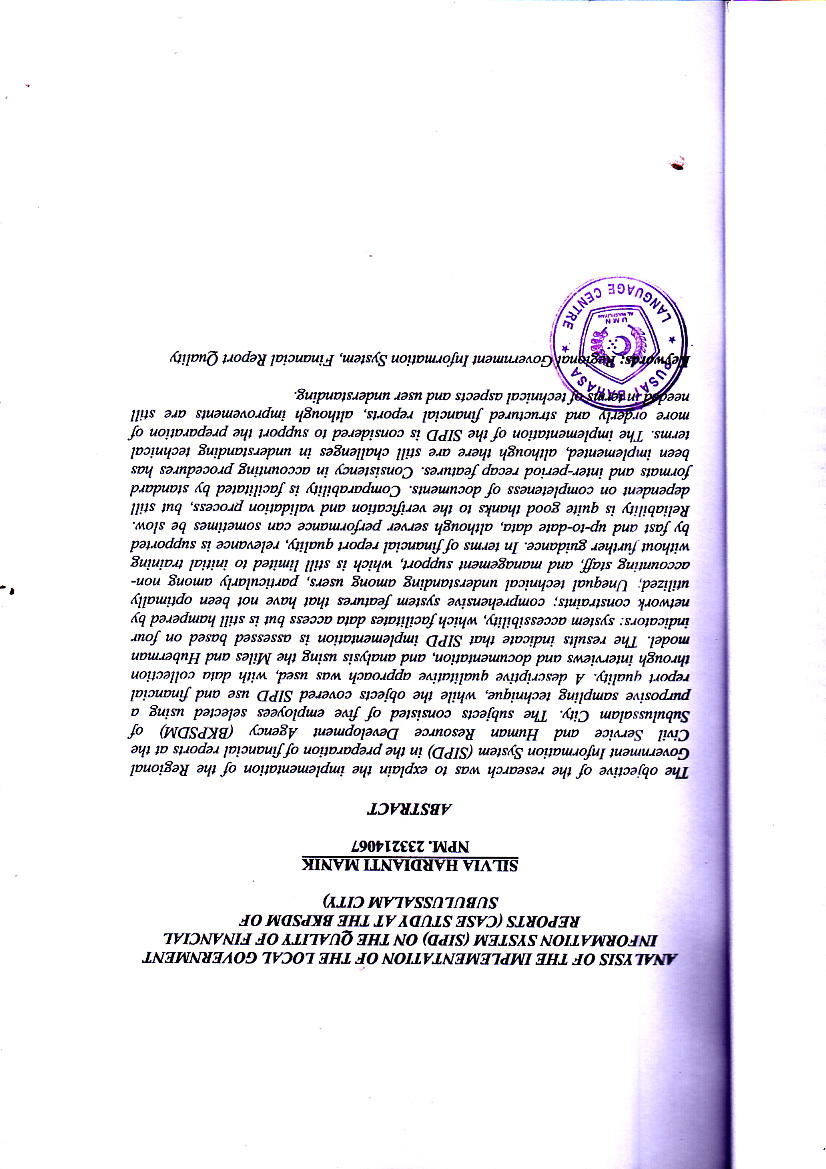 ANALYSIS OF THE IMPLEMENTATION OF THE LOCAL GOVERNMENT
INFORMATION SYSTEM (SIPD) ON THE QUALITY OF FINANCIAL
REPORTS (CASE STUDY AT THE BKPSDM OF
SUBULUSSALAM CITY)
SILVIA HARDIANTI MANIK
NPM. 233214067
ABSTRACT
The objective of the research was to explain the implementation of the Regional
Government Information System (SIPD) in the preparation of financial reports at the
Civil Service and Human Resource Development Agency (BKPSDM) of
Subulussalam City. The subjects consisted of five employees selected using a
purposive sampling technique, while the objects covered SIPD use and financial
report quality. A descriptive qualitative approach was used, with data collection
through interviews and documentation, and analysis using the Miles and Huberman
model. The results indicate that SIPD implementation is assessed based on four
indicators: system accessibility, which facilitates data access but is still hampered by
network constraints; comprehensive system features that have not been optimally
utilized; Unequal technical understanding among users, particularly among non-
accounting staff; and management support, which is still limited to initial training
without further guidance. In terms of financial report quality, relevance is supported
by fast and up-to-date data, although server performance can sometimes be slow.
Reliability is quite good thanks to the verification and validation process, but still
dependent on completeness of documents. Comparability is facilitated by standard
formats and inter-period recap features. Consistency in accounting procedures has
been implemented, although there are still challenges in understanding technical
terms. The implementation of the SIPD is considered to support the preparation of
more orderly and structured financial reports, although improvements are still
needed in terms of technical aspects and user understanding.
Keywords: Regional Government Information System, Financial Report Quality
PUSAT BAHASA
LANGUAGE CENTRE
UMN
AL WASHLIYAH